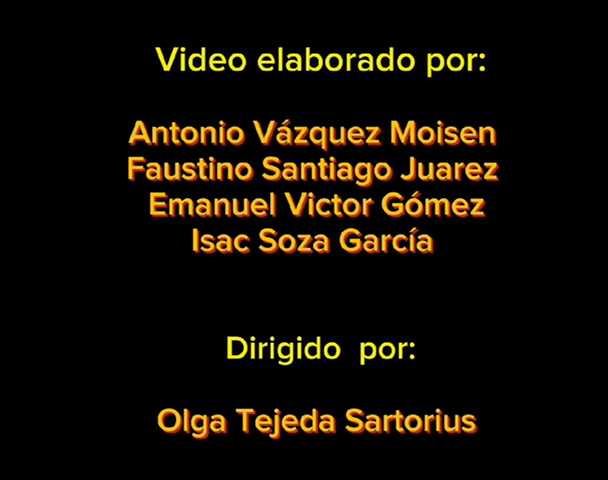 Video elaborado por:
Antonio Vázquez Moisen
Faustino Santiago Juarez
Emanuel Victor Gómez
Isac Soza García
Dirigido por:
Olga Tejeda Sartorius